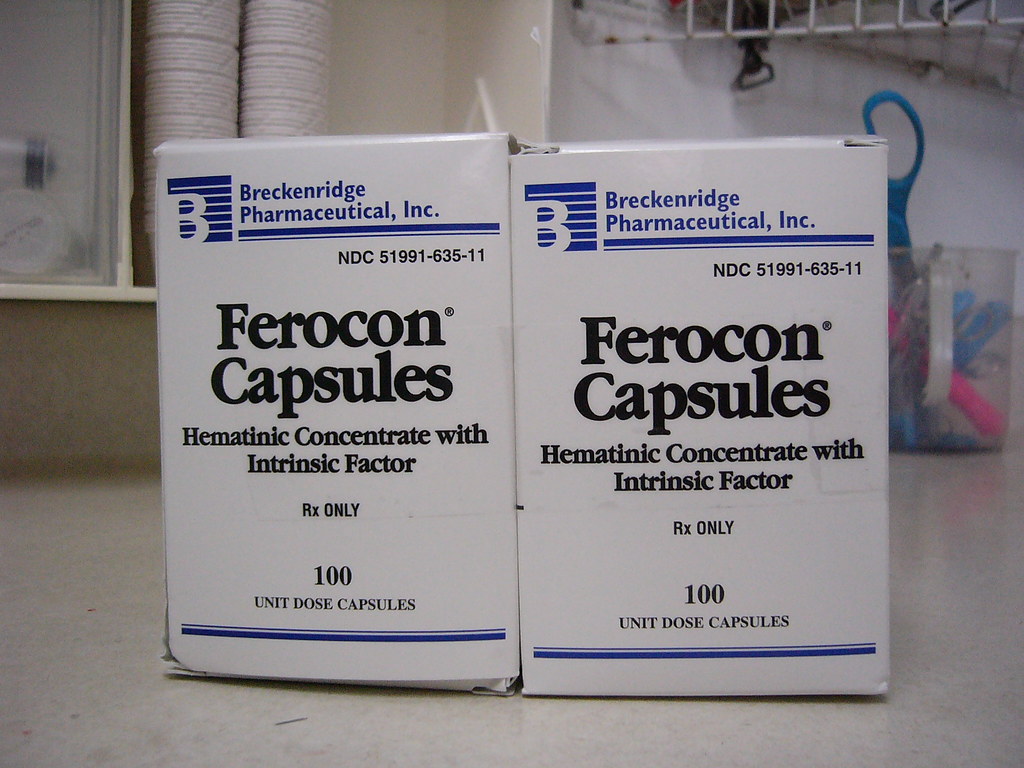 B
Breckenridge
Pharmaceutical, Inc.
NDC 51991-635-11
Ferocon®
Capsules
Hematinic Concentrate with
Intrinsic Factor
Rx ONLY
100
UNIT DOSE CAPSULES
B
Breckenridge
Pharmaceutical, Inc.
NDC 51991-635-11
Ferocon®
Capsules
Hematinic Concentrate with
Intrinsic Factor
Rx ONLY
100
UNIT DOSE CAPSULES